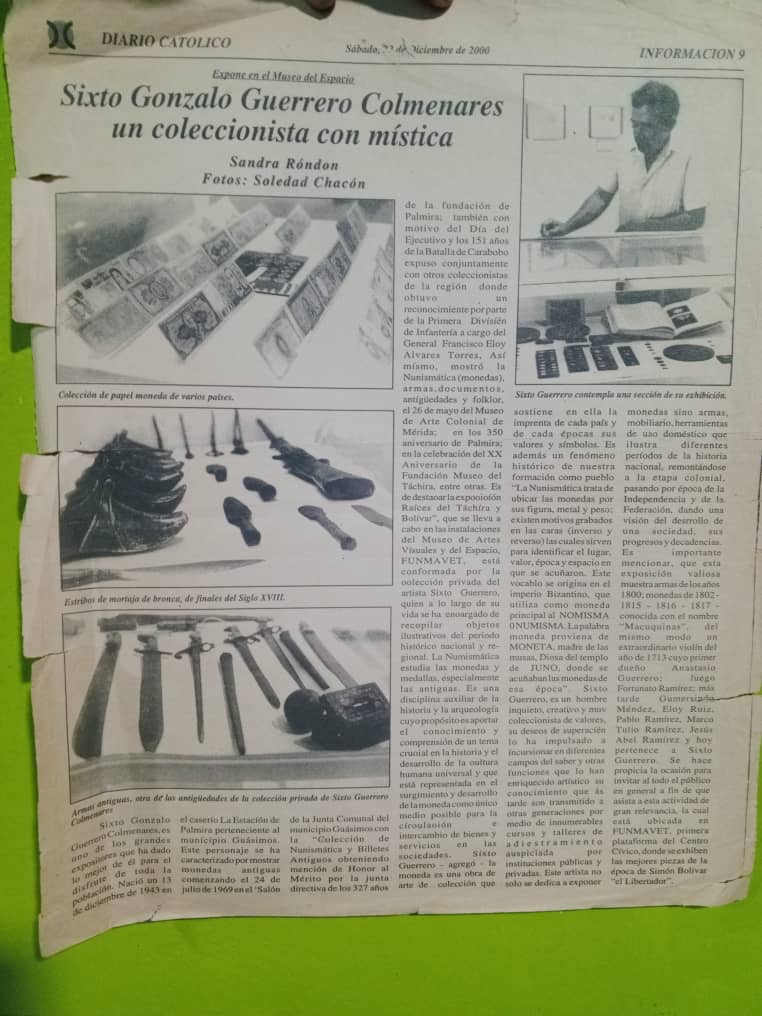 DIARIO CATOLICO
Sábado, de Diciembre de 2000
INFORMACION 9
Expone en el Museo del Espacio
Sixto Gonzalo Guerrero Colmenares
un coleccionista con mística
Sandra Róndon
Fotos: Soledad Chacón
Colección de papel moneda de varios países.
Estribos de mortaja de bronca, de finales del Siglo XVIII.
Armas antiguas, otra de las antigüedades de la colección privada de Sixto Guerrero
Colmenares
Sixto Gonzalo
Guerrero Colmenares, es
uno de los grandes
expositores que ha dado
lo mejor de él para el
disfrute de toda la
población. Nació un 13
de diciembre de 1943 en
el caserío La Estación de
Palmira perteneciente al
municipio Guásimos.
Este personaje se ha
caracterizado por mostrar
monedas antiguas
comenzando el 24 de
julio de 1969 en el 'Salón
de la Junta Comunal del
municipio Guásimos con
la "Colección de
Numismática y Billetes
Antiguos obteniendo
mención de Honor al
Mérito por la junta
directiva de los 327 años
de la fundación de
Palmira; también con
motivo del Día del
Ejecutivo y los 151 años
de la Batalla de Carabobo
expuso conjuntamente
con otros coleccionistas
de la región donde
obtuvo un
reconocimiento por parte
de la Primera División
de Infantería a cargo del
General Francisco Eloy
Alvares Torres, Así
mísmo, mostró la
Nunismática (monedas),
armas, documentos,
antigüedades y folklor,
el 26 de mayo del Museo
de Arte Colonial de
Mérida; en los 350
aniversario de Palmira;
en la celebración del XX
Aniversario de la
Fundación Museo del
Táchira, entre otras. Es
de destacar la exposición
Raíces del Táchira y
Bolívar", que se lleva a
cabo en las instalaciones
del Museo de Artes
Visuales y del Espacio,
FUNMAVET, está
conformada por la
colección privada del
artista Sixto Guerrero,
quien a lo largo de su
vida se ha encargado de
recopilar objetos
ilustrativos del periodo
histórico nacional y re-
gional. La Numismática
estudia las monedas y
medallas, especialmente
las antiguas. Es una
disciplina auxiliar de la
historia y la arqueología
cuyo propósito es aportar
el conocimiento y
comprensión de un tema
crucial en la historia y el
desarrollo de la cultura
humana universal y que
está representada en el
surgimiento y desarrollo
de la moneda como único
medio posible para la
circulación e
intercambio de bienes y
servicios en las
sociedades. Sixto
Guerrero - agregó - la
moneda es una obra de
arte de colección que
Sixto Guerrero contempla una sección de su exhibición.
sostiene en ella la
imprenta de cada país y
de cada épocas sus
valores y símbolos. Es
además un fenómeno
histórico de nuestra
formación como pueblo
"La Nunismática trata de
ubicar las monedas por
su figura, metal y peso;
existen motivos grabados
en las caras (inverso y
reverso) las cuales sirven
para identificar el lugar,
valor, época y espacio en
que se acuñaron. Este
vocablo se origina en el
imperio Bizantino, que
utiliza como moneda
principal al NOMISMA
0NUMISMA. La palabra
moneda proviene de
MONETA, madre de las
musas, Diosa del templo
de JUNO, donde se
acuñaban las monedas de
esa época". Sixto
Guerrero, es un hombre
inquieto, creativo y muy
coleccionista de valores,
su deseos de superación
lo ha impulsado a
incursionar en diferentes
campos del saber y otras
funciones que lo han
enriquecido artístico su
conocimiento que ás
tarde son transmitido a
otras generaciones por
medio de innumerables
cursos y talleres de
adiestramiento
auspiciada por
instituciones públicas y
privadas. Este artista no
solo se dedica a exponer
monedas sino armas,
mobiliario, herramientas
de uso doméstico que
ilustra diferentes
períodos de la historia
nacional, remontándose
a la etapa colonial,
pasando por época de la
Independencia y de la
Federación, dando una
visión del desrrollo de
una sociedad, sus
progresos y decadencias.
Es importante
mencionar, que esta
exposición valiosa
muestra armas de los años
1800; monedas de 1802-
1815 - 1816 - 1817 -
conocida con el nombre
"Macuquinas", del
mismo modo un
extraordinario violín del
año de 1713 cuyo primer
dueño Anastasio
Guerrero; luego
Fortunato Ramírez; más
tarde Gumersindo
Méndez, Eloy Ruiz,
Pablo Ramírez, Marco
Tulio Ramírez, Jesús
Abel Ramírez y hoy
pertenece a Sixto
Guerrero. Se hace
propicia la ocasión para
invitar al todo el público
en general a fin de que
asista a esta actividad de
gran relevancia, la cual
está ubicada en
FUNMAVET, primera
plataforma del Centro
Cívico, donde se exhiben
las mejores piezas de la
época de Simón Bolívar
"el Libertador".